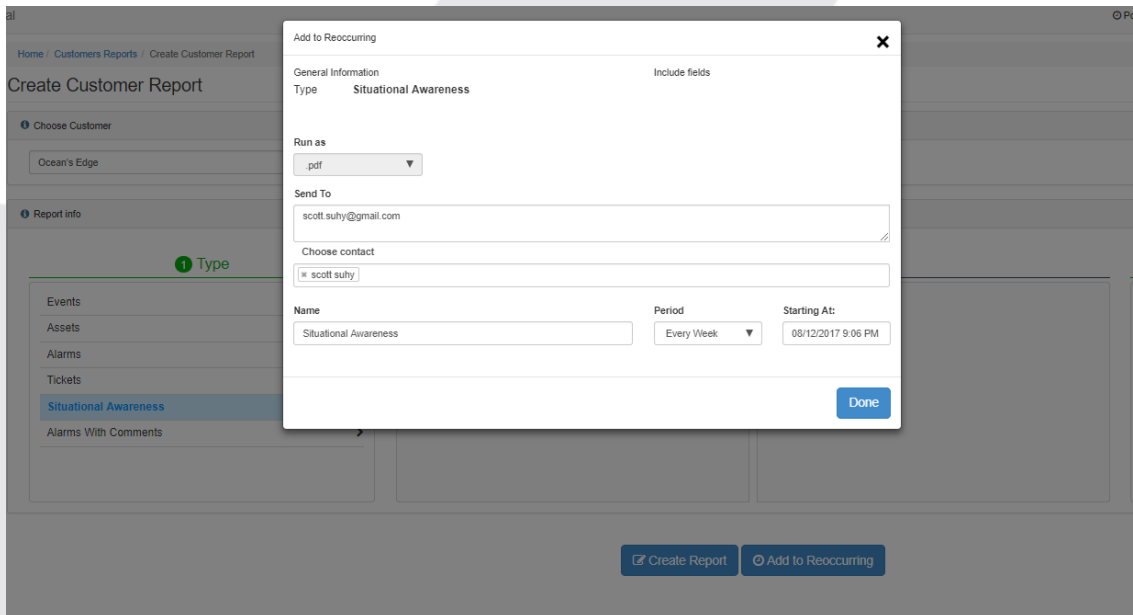 al
Add to Reoccurring
Home / Customers Reports / Create Customer Report
Create Customer Report
General Information
Include fields
Type Situational Awareness
Choose Customer
Run as
.pdf
Ocean's Edge
Send To
scott.suhy@gmail.com
Report info
Choose contact
1 Type
× scott suhy
Events
Name Period Starting At:
Assets
Situational Awareness Every Week 08/12/2017 9:06 PM
Alarms
Tickets
Situational Awareness
Done
Alarms With Comments
Create Report Add to Reoccurring